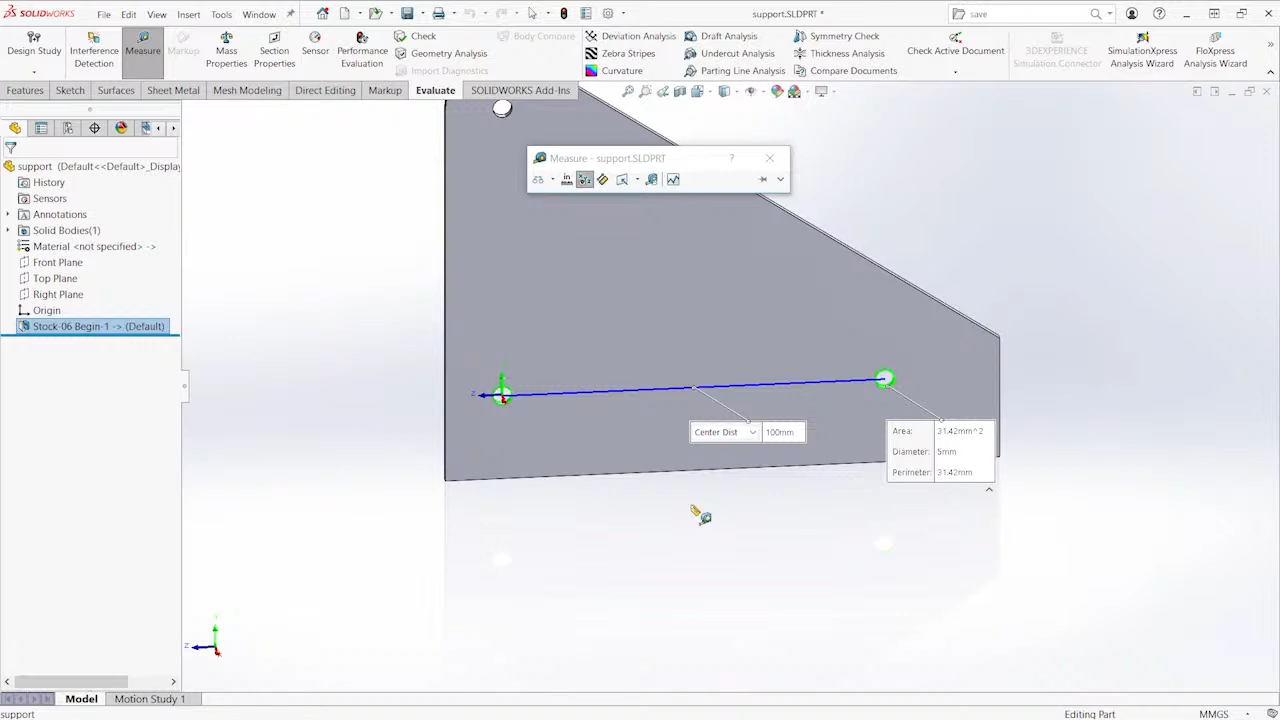 SOLIDWORKS File Edit View Insert Tools Window support.SLDPRT * save
Design Study
Interference Detection
Measure
Markup
Mass Properties
Section Properties
Sensor
Performance Evaluation
Check
Geometry Analysis
Import Diagnostics
Body Compare
Deviation Analysis
Zebra Stripes
Curvature
Draft Analysis
Undercut Analysis
Parting Line Analysis
Symmetry Check
Thickness Analysis
Compare Documents
Check Active Document
3DEXPERIENCE Simulation Connector
SimulationXpress Analysis Wizard
FloXpress Analysis Wizard
Features Sketch Surfaces Sheet Metal Mesh Modeling Direct Editing Markup Evaluate SOLIDWORKS Add-Ins
support (Default<<Default>_Display
History
Sensors
Annotations
Solid Bodies(1)
Material <not specified> ->
Front Plane
Top Plane
Right Plane
Origin
Stock-06 Begin-1 -> (Default)
Measure - support.SLDPRT ?
in
mm
z
Center Dist 100mm
Area: 31.42mm^2
Diameter: 5mm
Perimeter: 31.42mm
Y
Z
Model Motion Study 1
support Editing Part MMGS